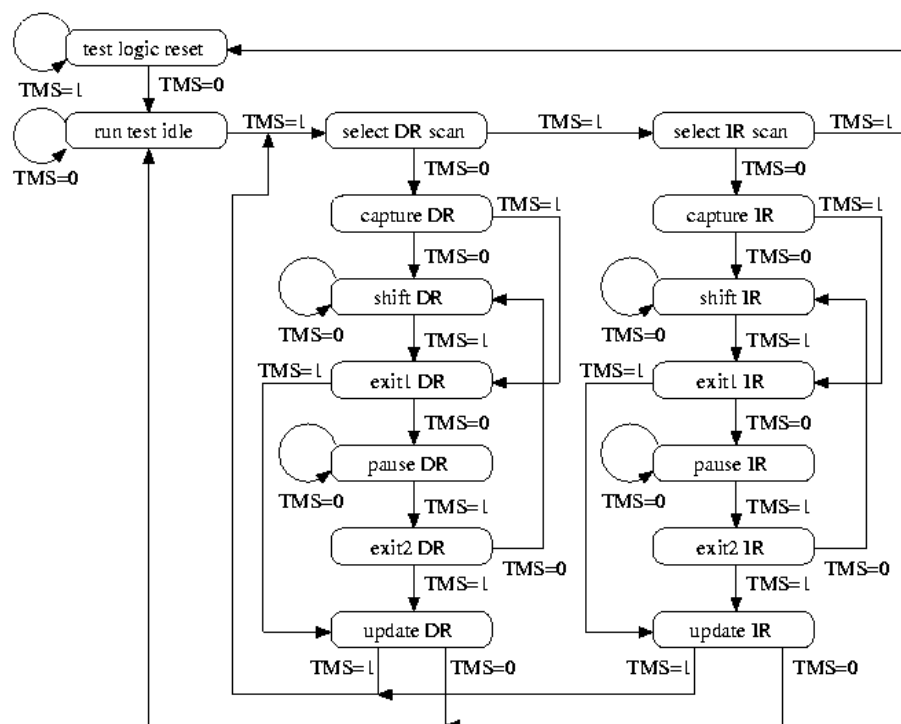 test logic reset
TMS=1
TMS=0
run test idle
TMS=1
select DR scan
TMS=1
select IR scan
TMS=1
TMS=0
TMS=0
TMS=0
capture DR
TMS=1
capture IR
TMS=1
TMS=0
TMS=0
shift DR
shift IR
TMS=0
TMS=1
TMS=0
TMS=1
TMS=1
exit1 DR
TMS=1
exit1 IR
TMS=0
TMS=0
pause DR
pause IR
TMS=0
TMS=1
TMS=0
TMS=1
exit2 DR
TMS=0
exit2 IR
TMS=0
TMS=1
TMS=1
update DR
update IR
TMS=1
TMS=0
TMS=1
TMS=0